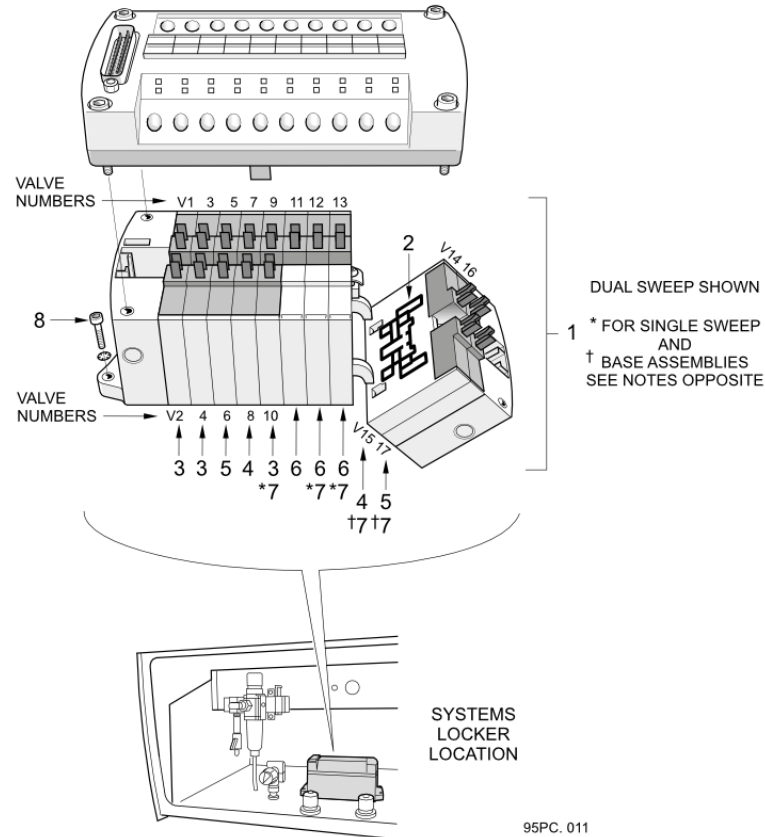 VALVE
NUMBERS
V1 3 5 7 9 11 12 13
2
V14 16
DUAL SWEEP SHOWN
1
* FOR SINGLE SWEEP
AND
† BASE ASSEMBLIES
SEE NOTES OPPOSITE
8
VALVE
NUMBERS
V2 4 6 8 10
V15 17
3 3 5 4 3 6 6 6
*7 *7 *7
4 5
†7 †7
SYSTEMS
LOCKER
LOCATION
95PC. 011